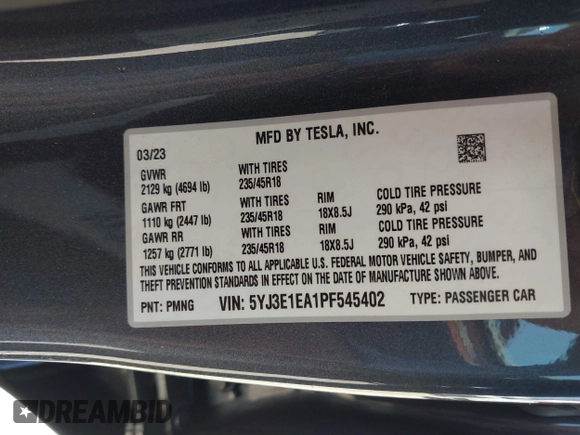 MFD BY TESLA, INC.
03/23
GVWR WITH TIRES
2129 kg (4694 lb) 235/45R18
GAWR FRT WITH TIRES RIM COLD TIRE PRESSURE
1110 kg (2447 lb) 235/45R18 18X8.5J 290 kPa, 42 psi
GAWR RR WITH TIRES RIM COLD TIRE PRESSURE
1257 kg (2771 lb) 235/45R18 18X8.5J 290 kPa, 42 psi
THIS VEHICLE CONFORMS TO ALL APPLICABLE U.S. FEDERAL MOTOR VEHICLE SAFETY, BUMPER, AND
THEFT PREVENTION STANDARDS IN EFFECT ON THE DATE OF MANUFACTURE SHOWN ABOVE.
PNT: PMNG VIN: 5YJ3E1EA1PF545402 TYPE: PASSENGER CAR
DREAMBID